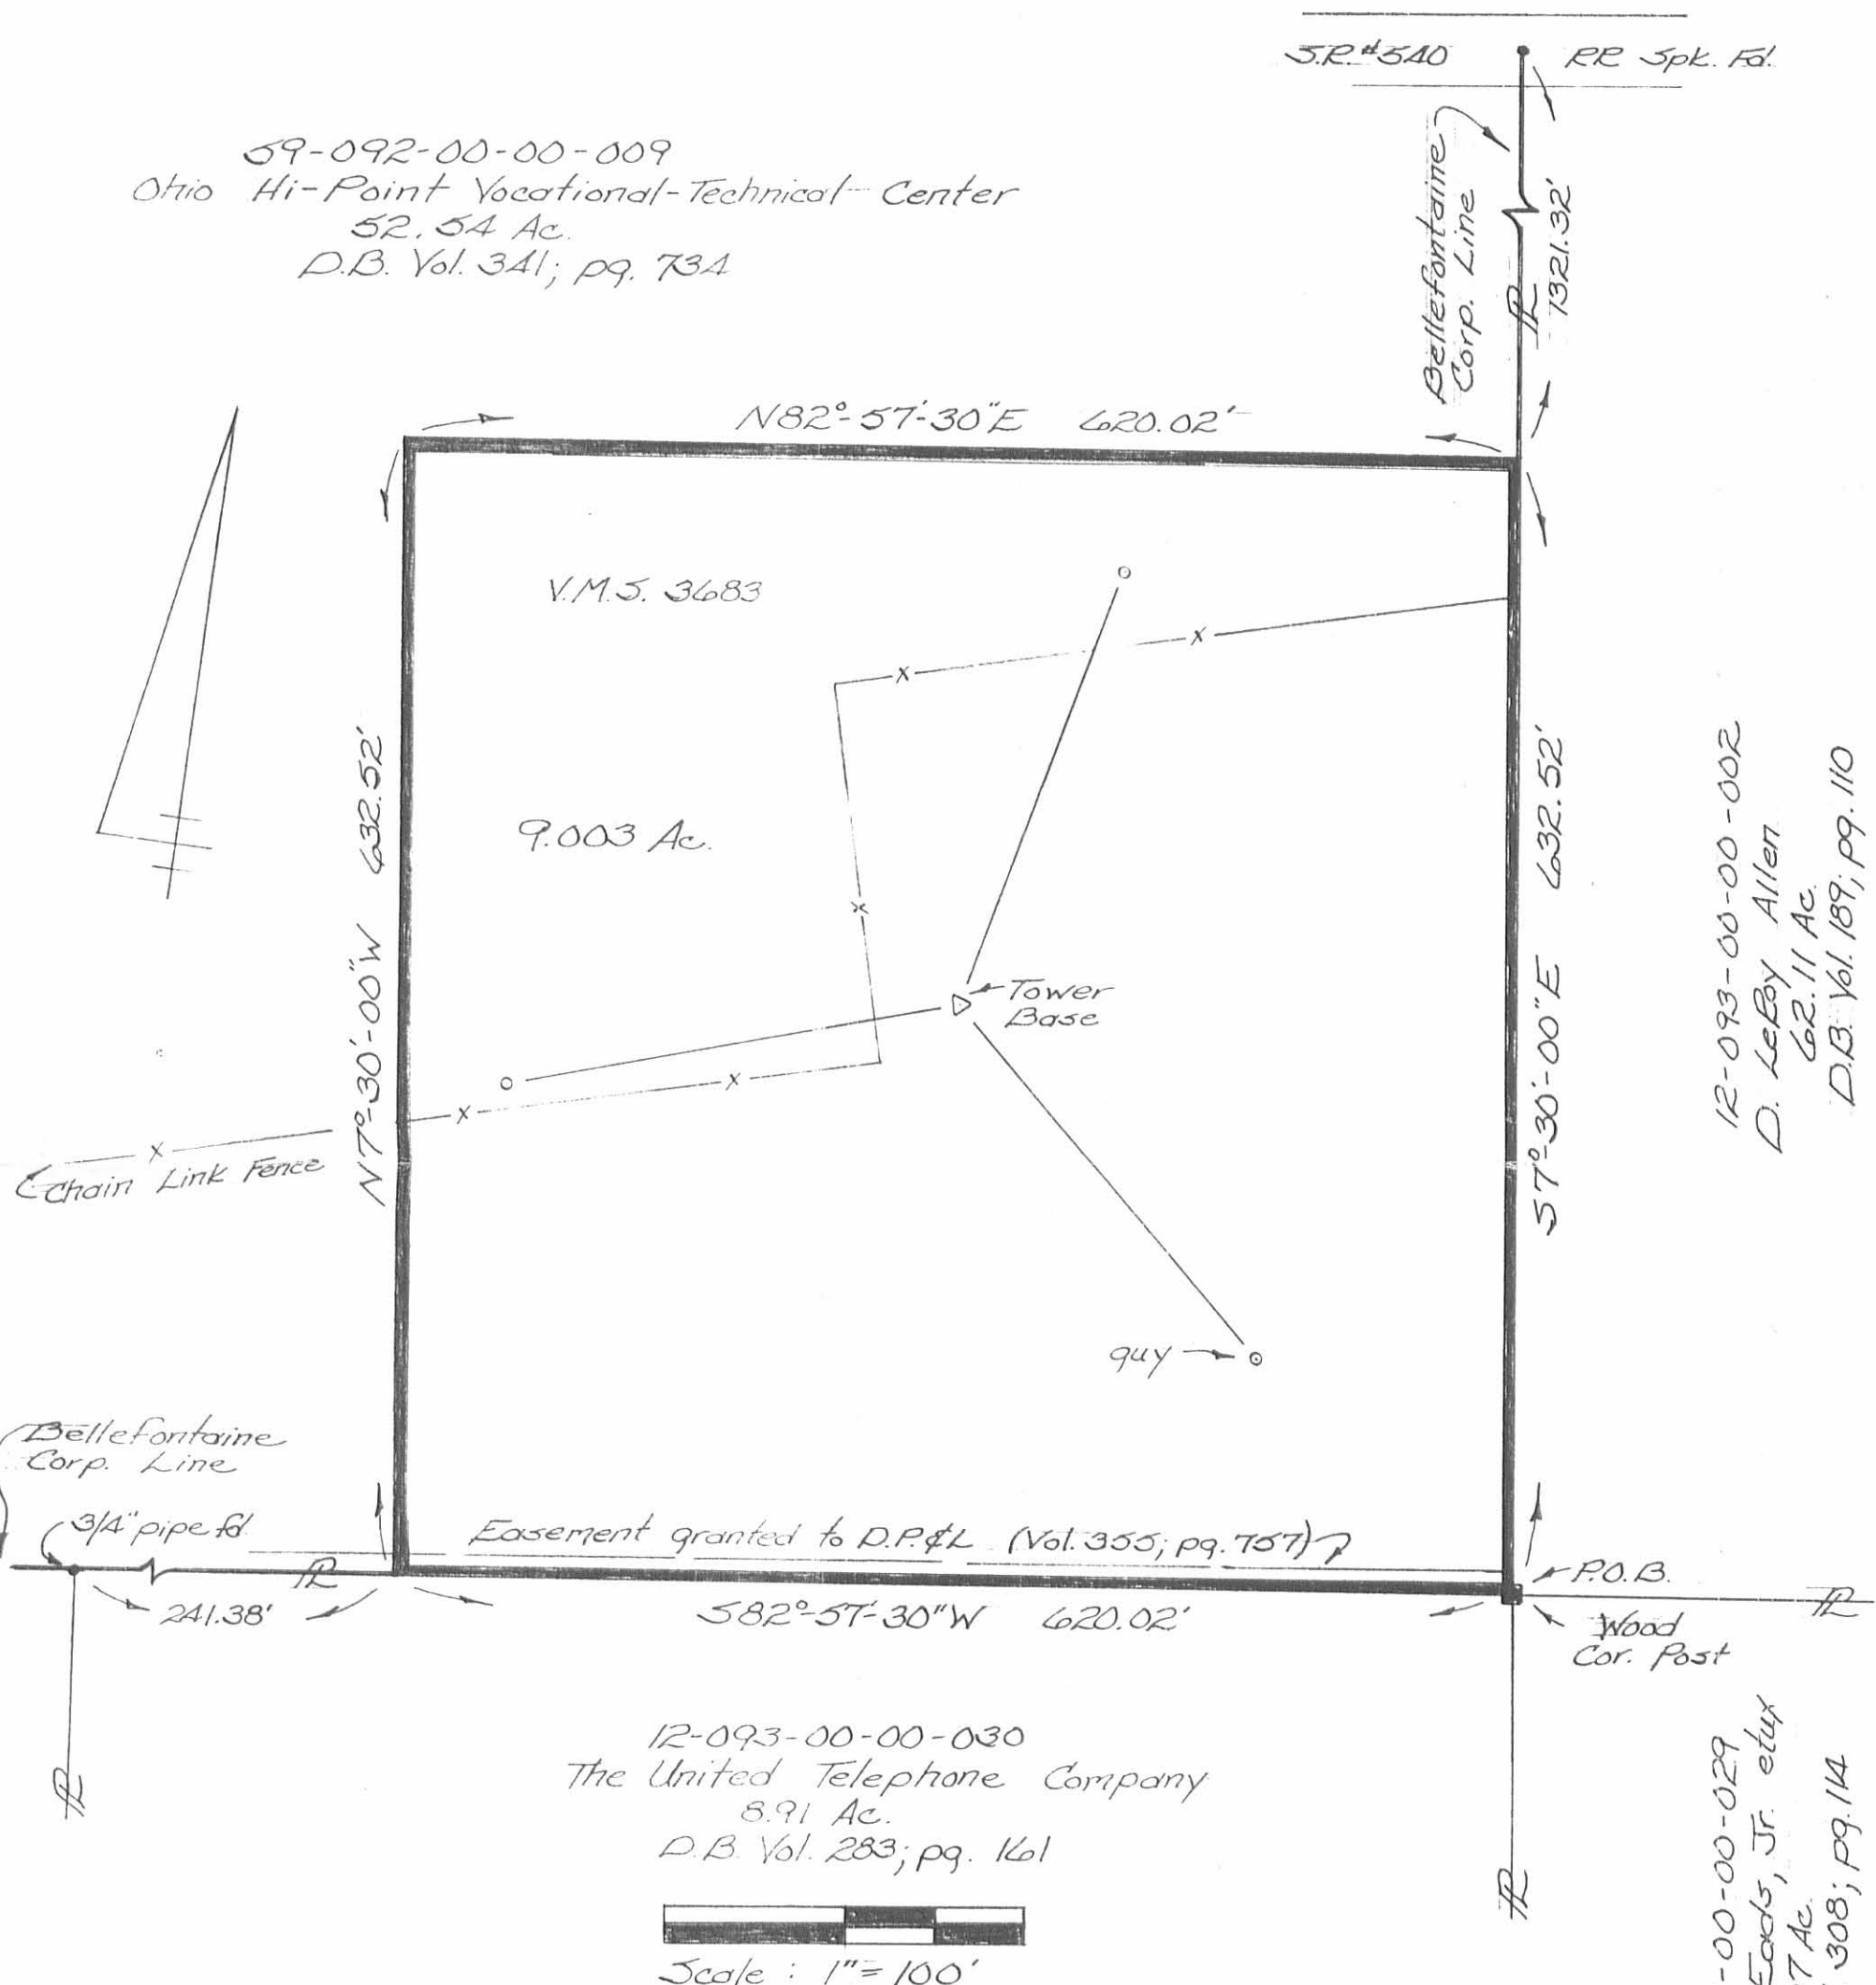 S.R.#540
RR Spk. Fd.
59-092-00-00-009
Ohio Hi-Point Vocational-Technical Center
52.54 Ac.
D.B. Vol. 341; pg. 734
Bellefontaine
Corp. Line
1321.32'
N82°-57'-30"E 620.02'
V.M.S. 3683
9.003 Ac.
N7°-30'-00"W 632.52'
S7°-30'-00"E 632.52'
12-093-00-00-002
D. LeRoy Allen
62.11 Ac.
D.B. Vol. 189; pg. 110
Tower
Base
Chain Link Fence
guy
Bellefontaine
Corp. Line
3/4" pipe fd.
Easement granted to D.P.&L (Vol. 355; pg. 757)
P.O.B.
241.38'
S82°-57'-30"W 620.02'
Wood
Cor. Post
12-093-00-00-030
The United Telephone Company
8.91 Ac.
D.B. Vol. 283; pg. 161
-00-00-029
Eads, Jr. etux
7 Ac.
308; pg. 114
Scale: 1"=100'